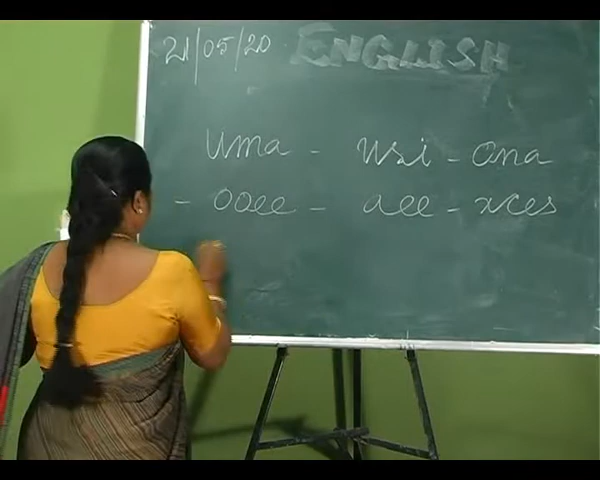 21/05/20 ENGLISH
uma - usi - ona
- ooee - aee - xces